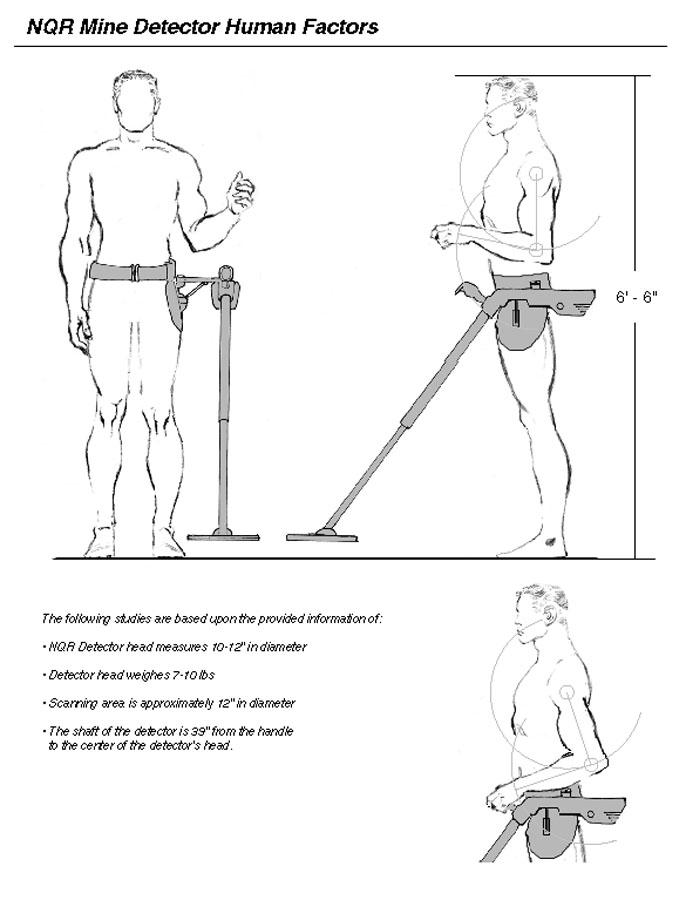 NQR Mine Detector Human Factors
6' - 6"
The following studies are based upon the provided information of:
• NQR Detector head measures 10-12" in diameter
• Detector head weighes 7-10 lbs
• Scanning area is approximately 12" in diameter
• The shaft of the detector is 39" from the handle
to the center of the detector's head.